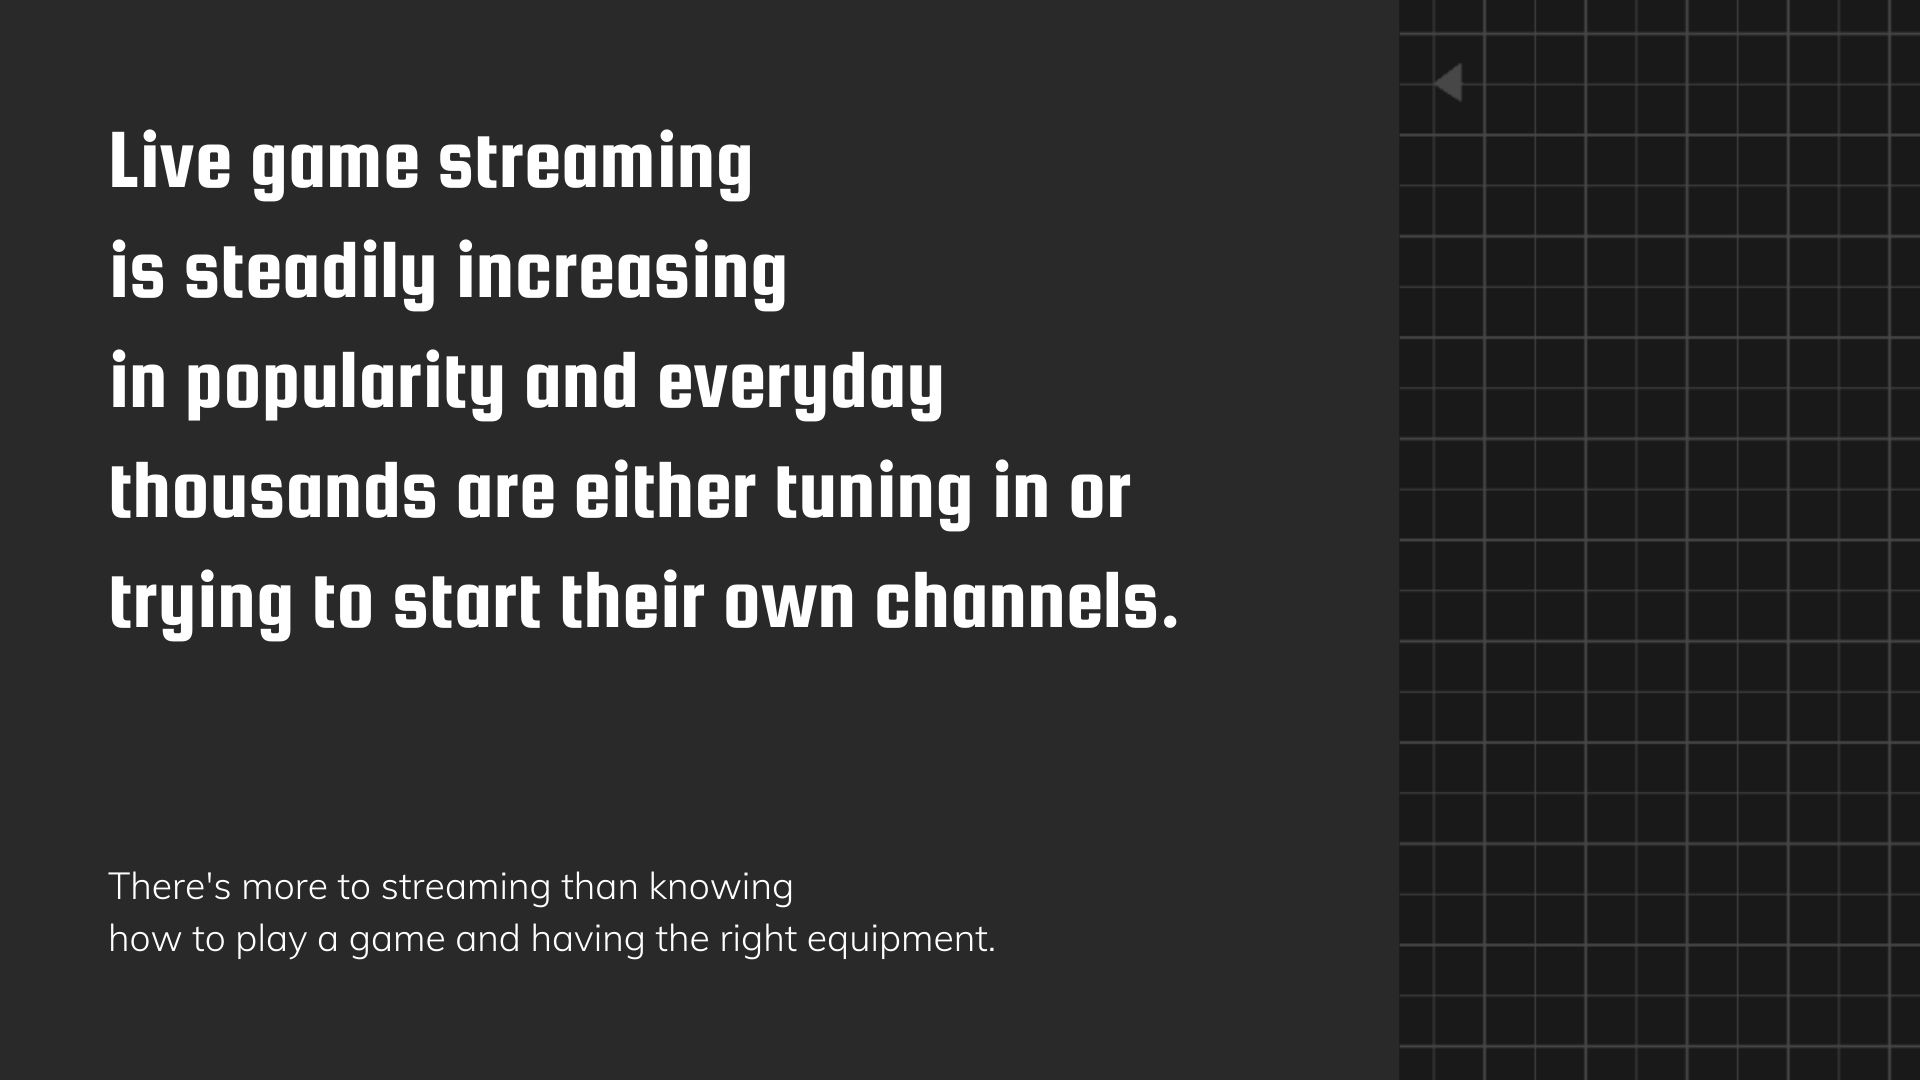 Live game streaming
is steadily increasing
in popularity and everyday
thousands are either tuning in or
trying to start their own channels.
There's more to streaming than knowing
how to play a game and having the right equipment.